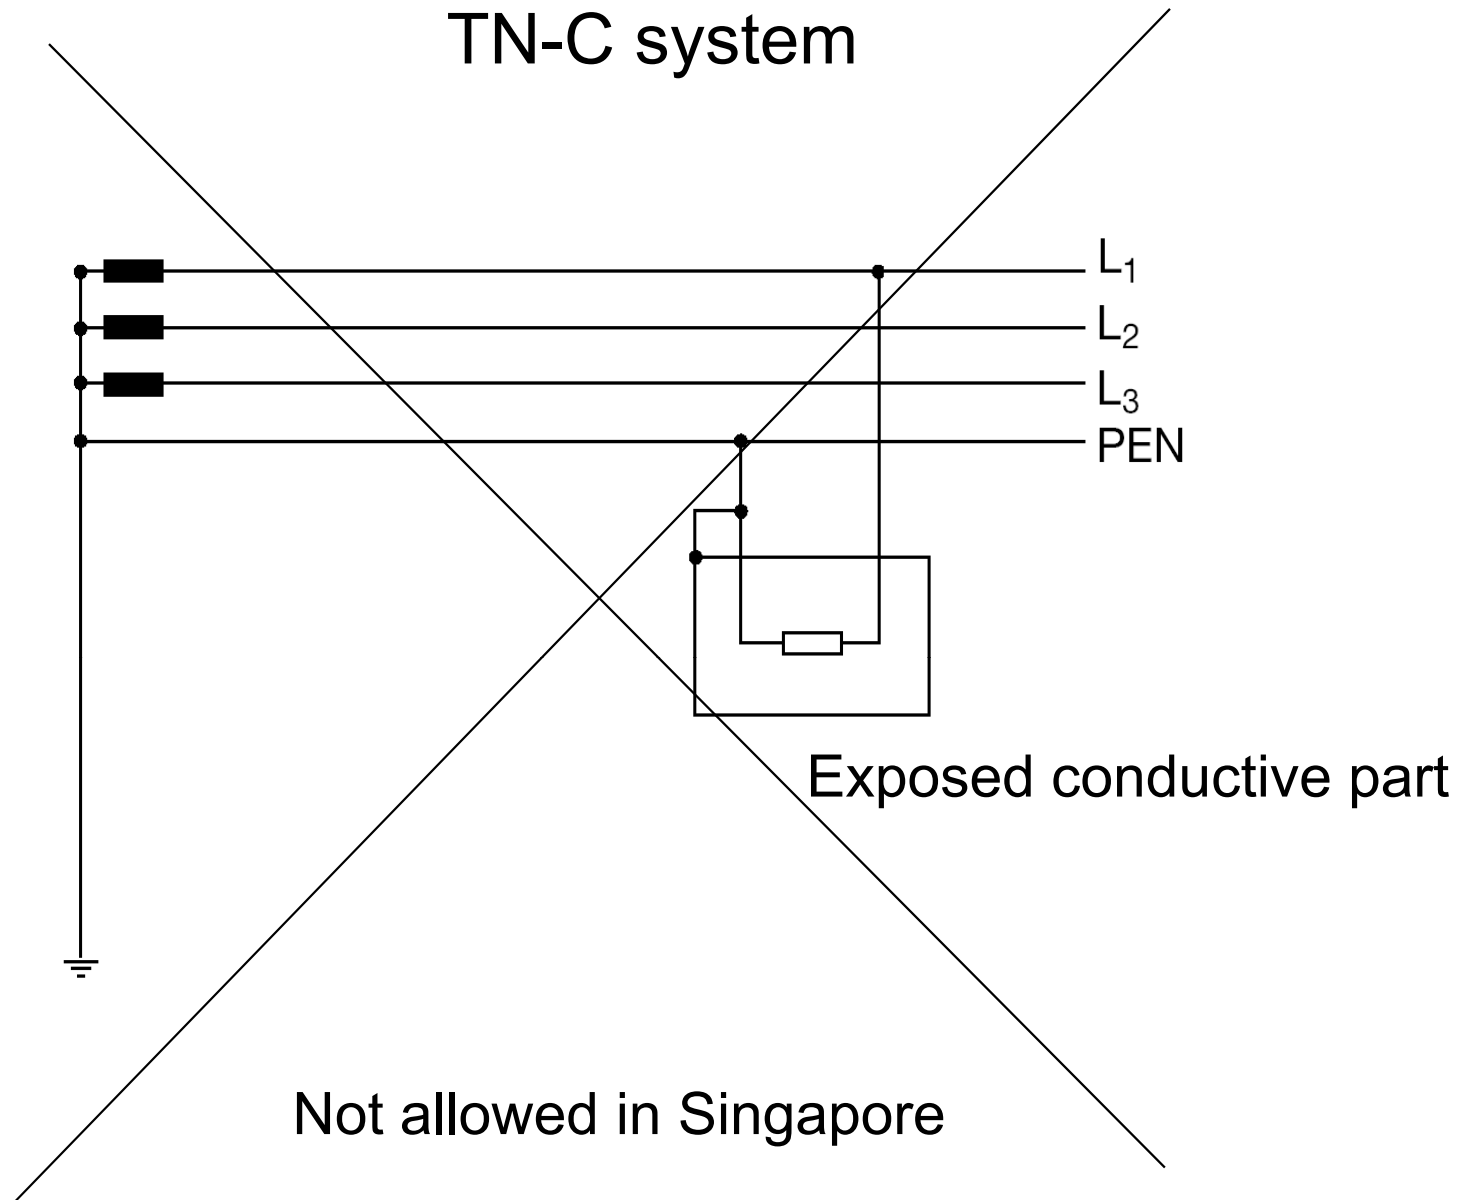 TN-C system
L1
L2
L3
PEN
Exposed conductive part
Not allowed in Singapore